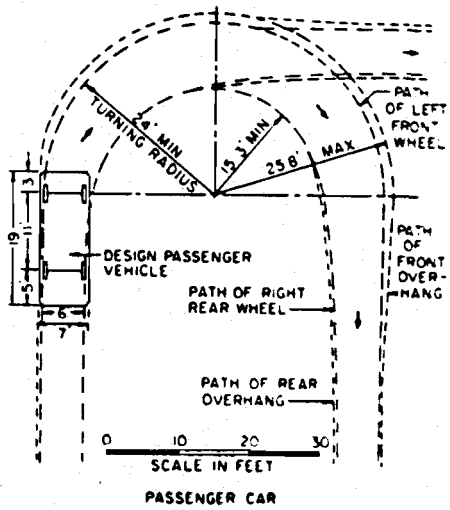 PATH
OF LEFT
FRONT
WHEEL
24' MIN
TURNING RADIUS
15.3' MIN
25.8' MAX
3
19
11'
5
DESIGN PASSENGER
VEHICLE
6
7'
PATH OF
FRONT
OVER-
HANG
PATH OF RIGHT
REAR WHEEL
PATH OF REAR
OVERHANG
0 10 20 30
SCALE IN FEET
PASSENGER CAR